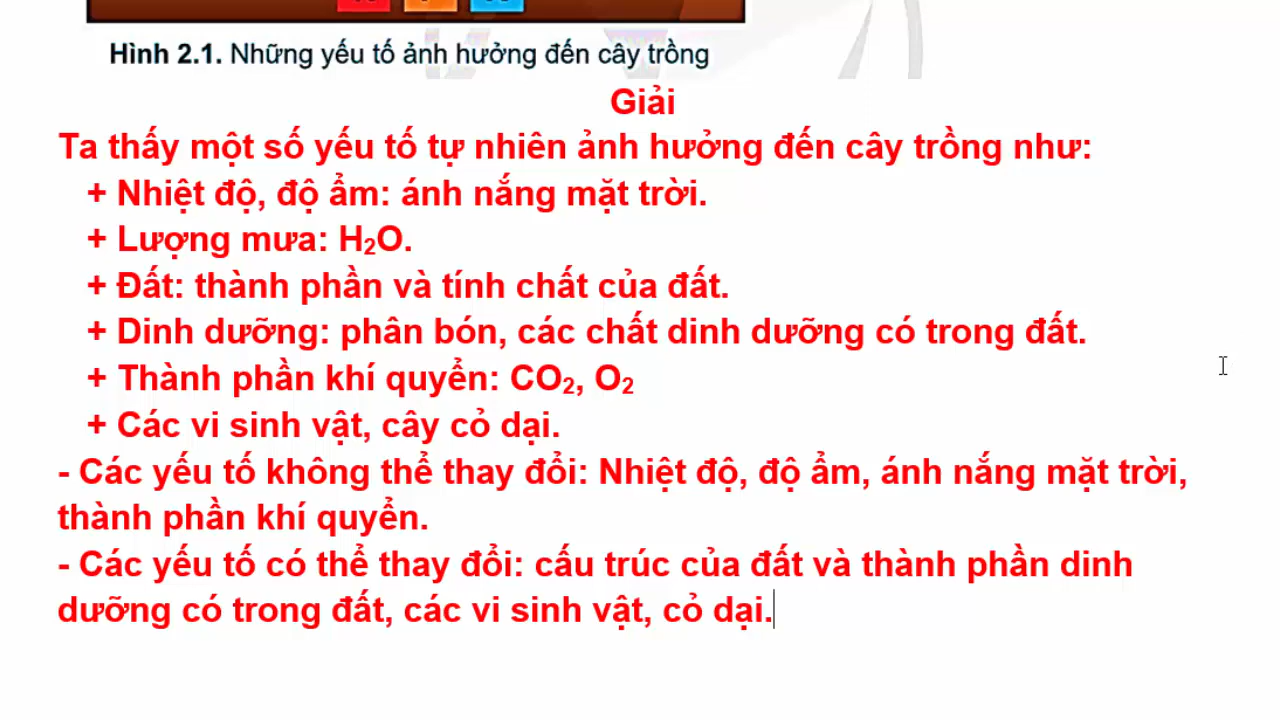 Hình 2.1. Những yếu tố ảnh hưởng đến cây trồng
Giải
Ta thấy một số yếu tố tự nhiên ảnh hưởng đến cây trồng như:
+ Nhiệt độ, độ ẩm: ánh nắng mặt trời.
+ Lượng mưa: H₂O.
+ Đất: thành phần và tính chất của đất.
+ Dinh dưỡng: phân bón, các chất dinh dưỡng có trong đất.
+ Thành phần khí quyển: CO₂, O₂
+ Các vi sinh vật, cây cỏ dại.
- Các yếu tố không thể thay đổi: Nhiệt độ, độ ẩm, ánh nắng mặt trời,
thành phần khí quyển.
- Các yếu tố có thể thay đổi: cấu trúc của đất và thành phần dinh
dưỡng có trong đất, các vi sinh vật, cỏ dại.